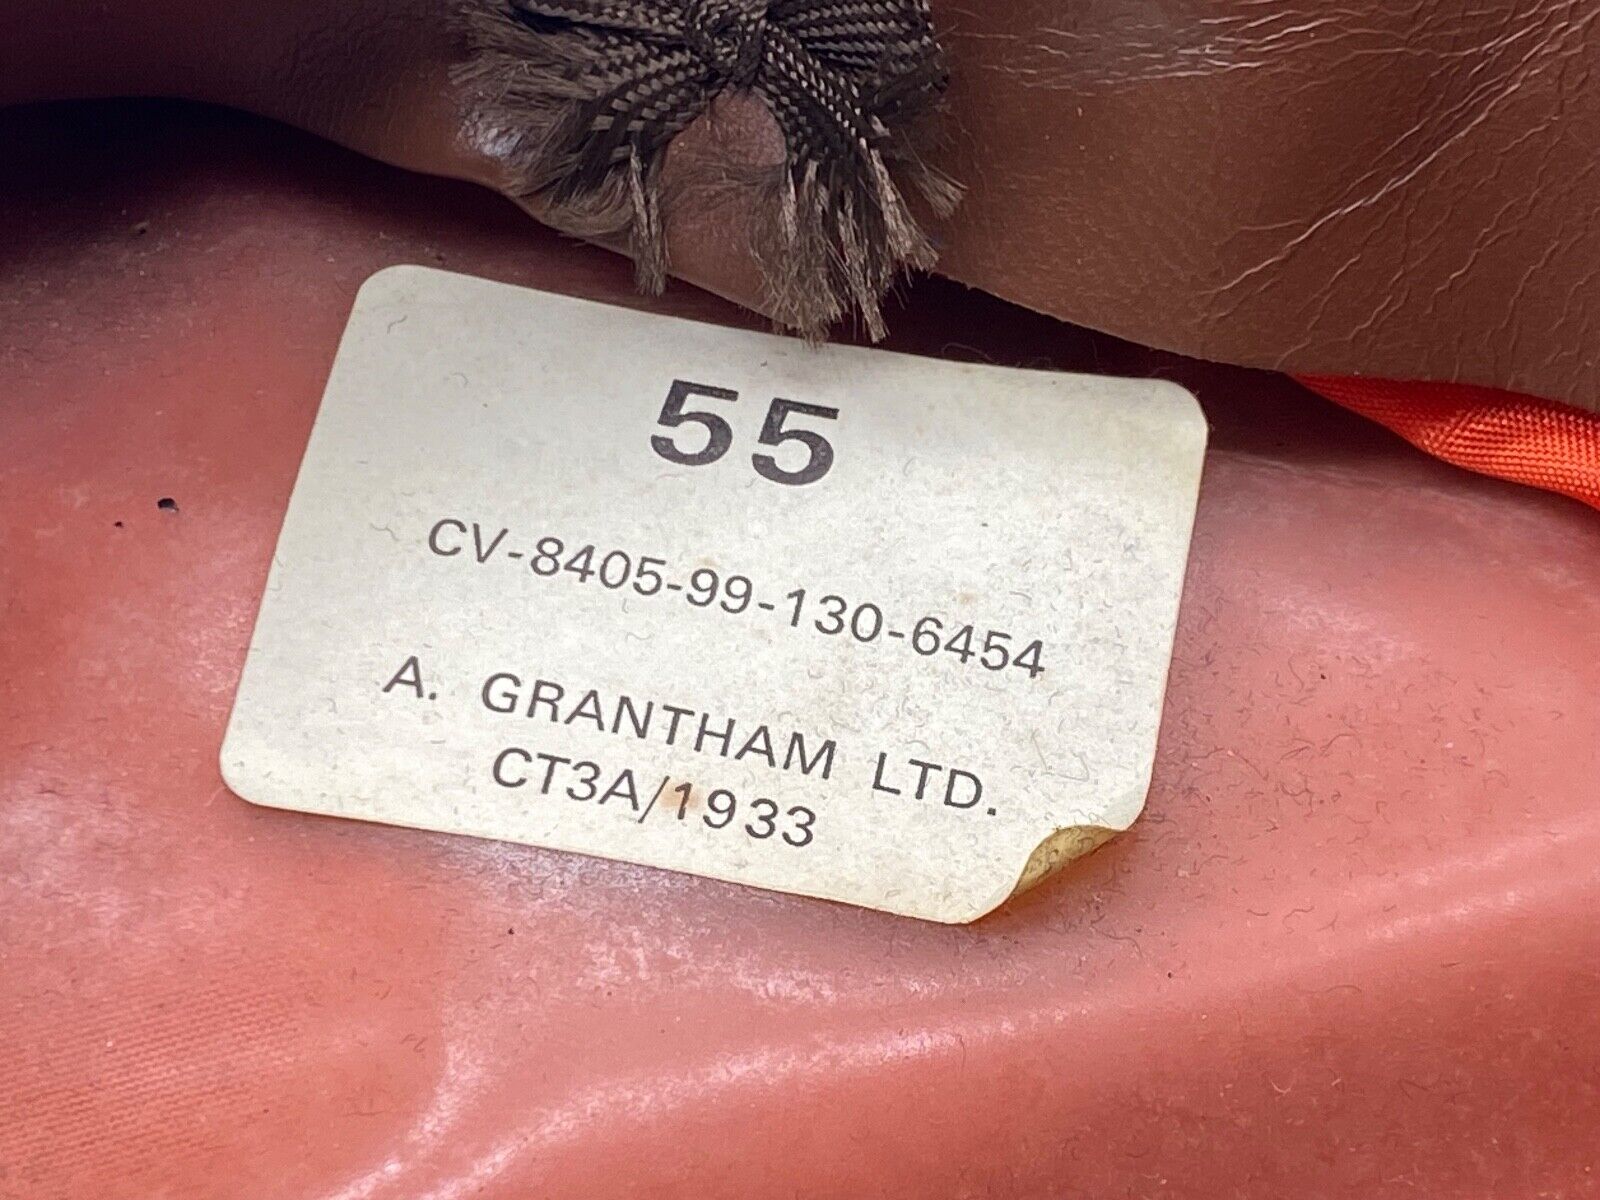 55
CV-8405-99-130-6454
A. GRANTHAM LTD.
CT3A/1933